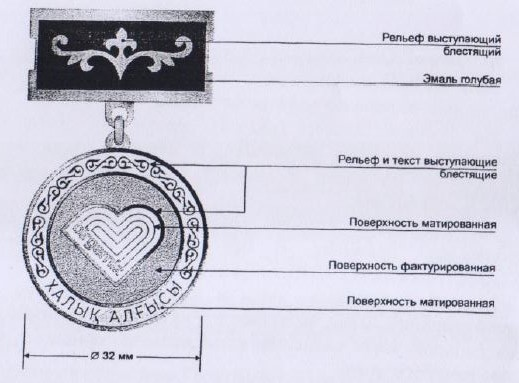 Рельеф выступающий
блестящий
Эмаль голубая
Рельеф и текст выступающие
блестящие
Поверхность матированная
Поверхность фактурированная
Поверхность матированная
ХАЛЫҚ АЛҒЫСЫ
Ø 32 мм